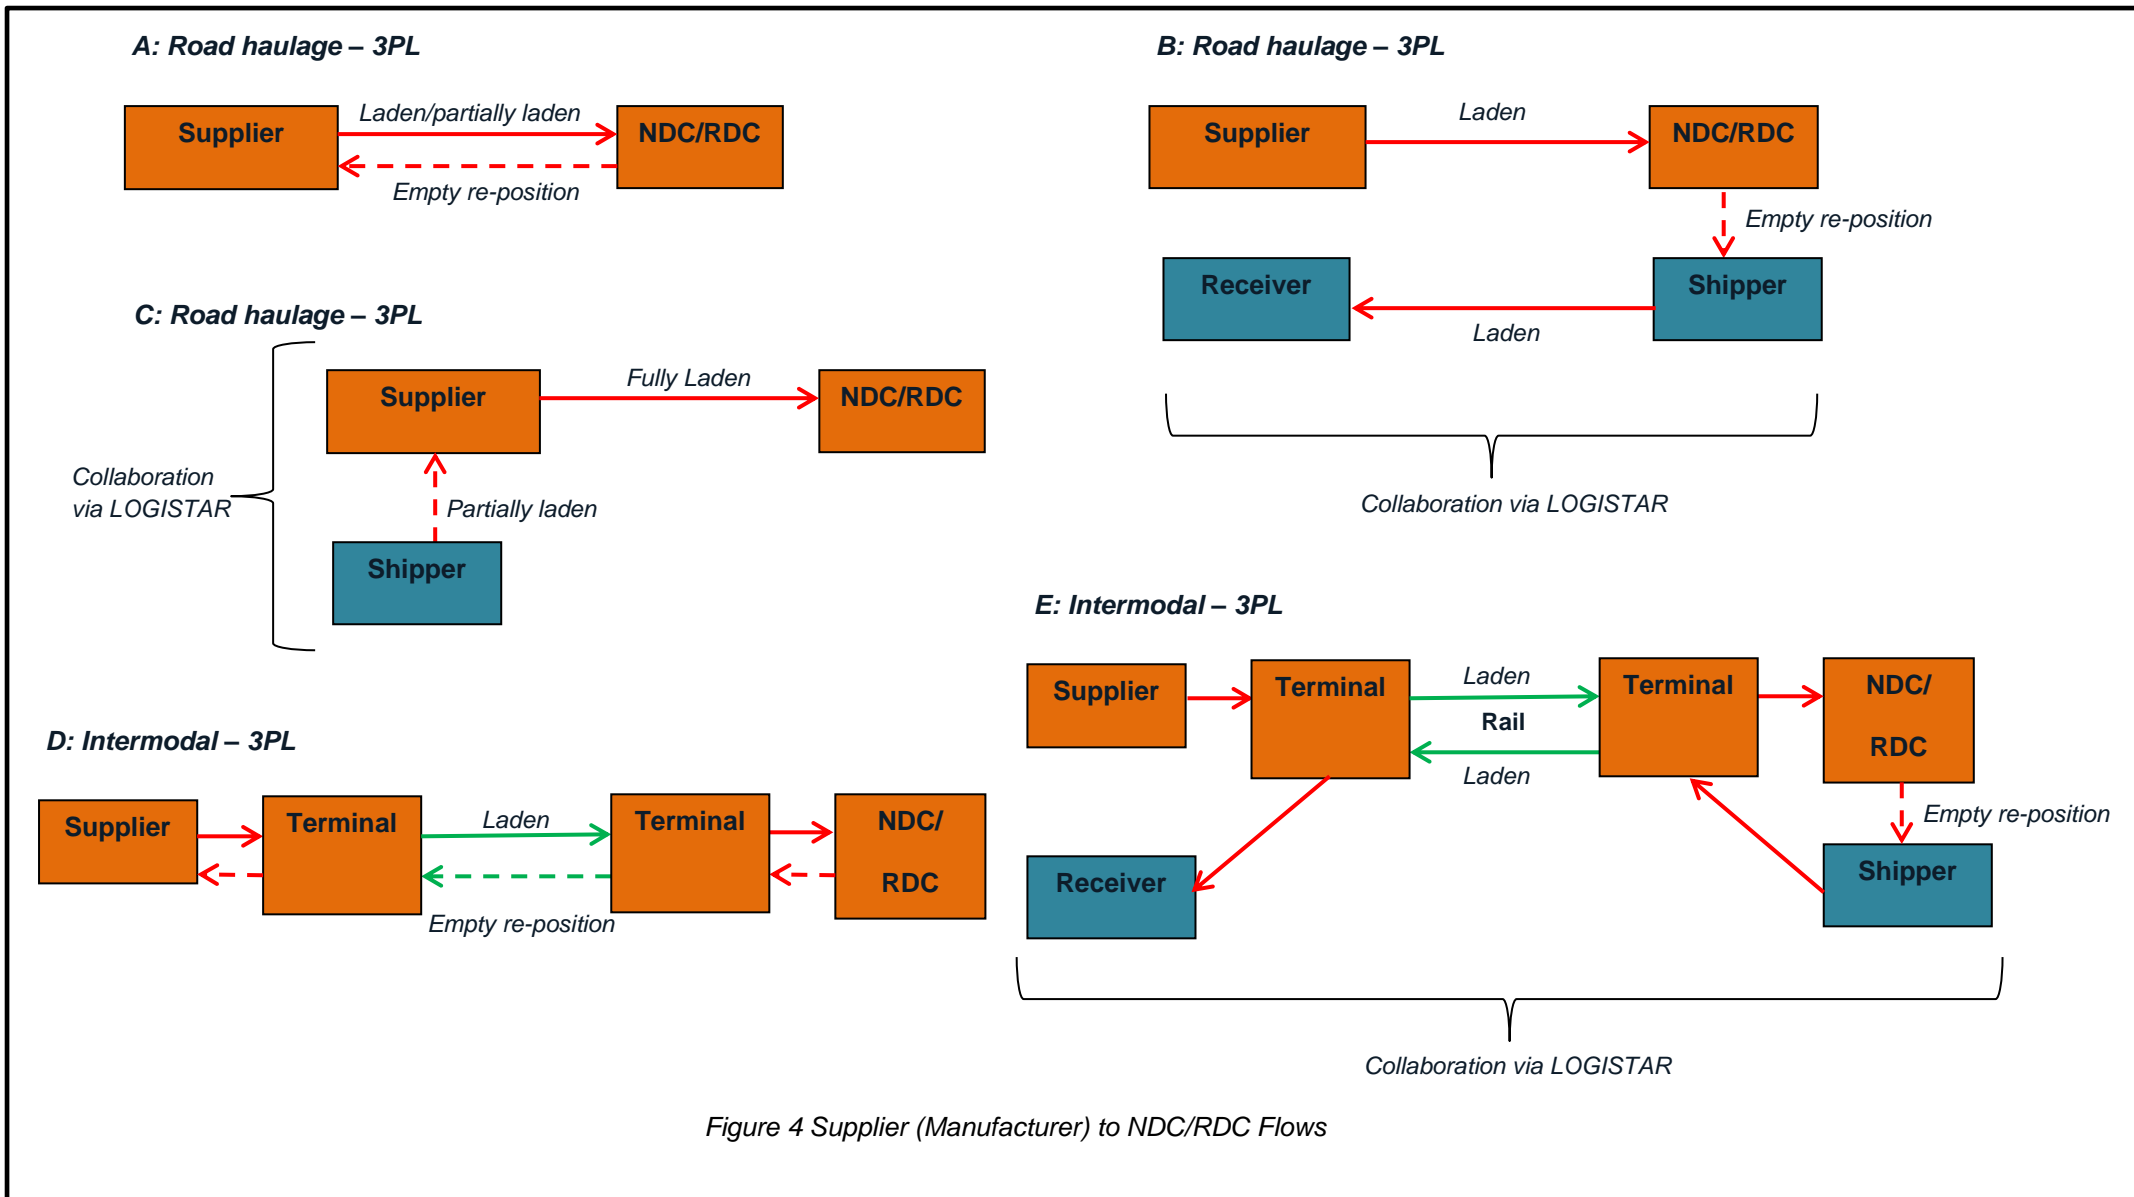 A: Road haulage – 3PL
Supplier
Laden/partially laden
NDC/RDC
Empty re-position
B: Road haulage – 3PL
Supplier
Laden
NDC/RDC
Empty re-position
Receiver
Shipper
Laden
Collaboration via LOGISTAR
C: Road haulage – 3PL
Supplier
Fully Laden
NDC/RDC
Collaboration
via LOGISTAR
Partially laden
Shipper
D: Intermodal – 3PL
Supplier
Terminal
Laden
Terminal
NDC/
RDC
Empty re-position
E: Intermodal – 3PL
Supplier
Terminal
Laden
Rail
Laden
Terminal
NDC/
RDC
Empty re-position
Receiver
Shipper
Collaboration via LOGISTAR
Figure 4 Supplier (Manufacturer) to NDC/RDC Flows